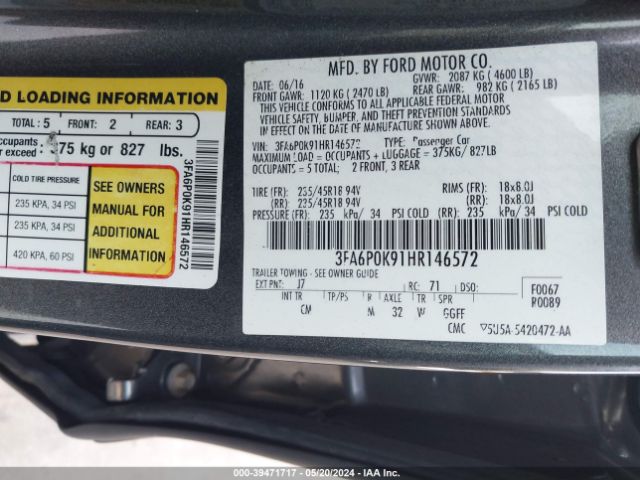 D LOADING INFORMATION
TOTAL: 5 FRONT: 2 REAR: 3
occupants
or exceed 375 kg or 827 lbs.
COLD TIRE PRESSURE
235 KPA, 34 PSI
235 KPA, 34 PSI
420 KPA, 60 PSI
SEE OWNERS
MANUAL FOR
ADDITIONAL
INFORMATION
3FA6P0K91HR146572
MFD. BY FORD MOTOR CO.
DATE: 06/16 GVWR: 2087 KG ( 4600 LB)
FRONT GAWR: 1120 KG ( 2470 LB) REAR GAWR: 982 KG ( 2165 LB)
THIS VEHICLE CONFORMS TO ALL APPLICABLE FEDERAL MOTOR
VEHICLE SAFETY, BUMPER, AND THEFT PREVENTION STANDARDS
IN EFFECT ON THE DATE OF MANUFACTURE SHOWN ABOVE.
VIN: 3FA6P0K91HR146572 TYPE: Passenger Car
MAXIMUM LOAD = OCCUPANTS + LUGGAGE = 375KG/ 827LB
OCCUPANTS = 5 TOTAL; 2 FRONT, 3 REAR
TIRE (FR): 235/45R18 94V RIMS (FR): 18x8.0J
(RR): 235/45R18 94V (RR): 18x8.0J
PRESSURE (FR): 235 kPa/ 34 PSI COLD (RR): 235 kPa/ 34 PSI COLD
3FA6P0K91HR146572
TRAILER TOWING - SEE OWNER GUIDE
EXT PNT: J7 RC: 71 DSO: F0067
INT TR TP/PS R AXLE TR SPR R0089
CM M 32 W GGFF
CMC 5U5A-5420472-AA
IN - 39471717 - 05/20/2024 - IAA Inc.